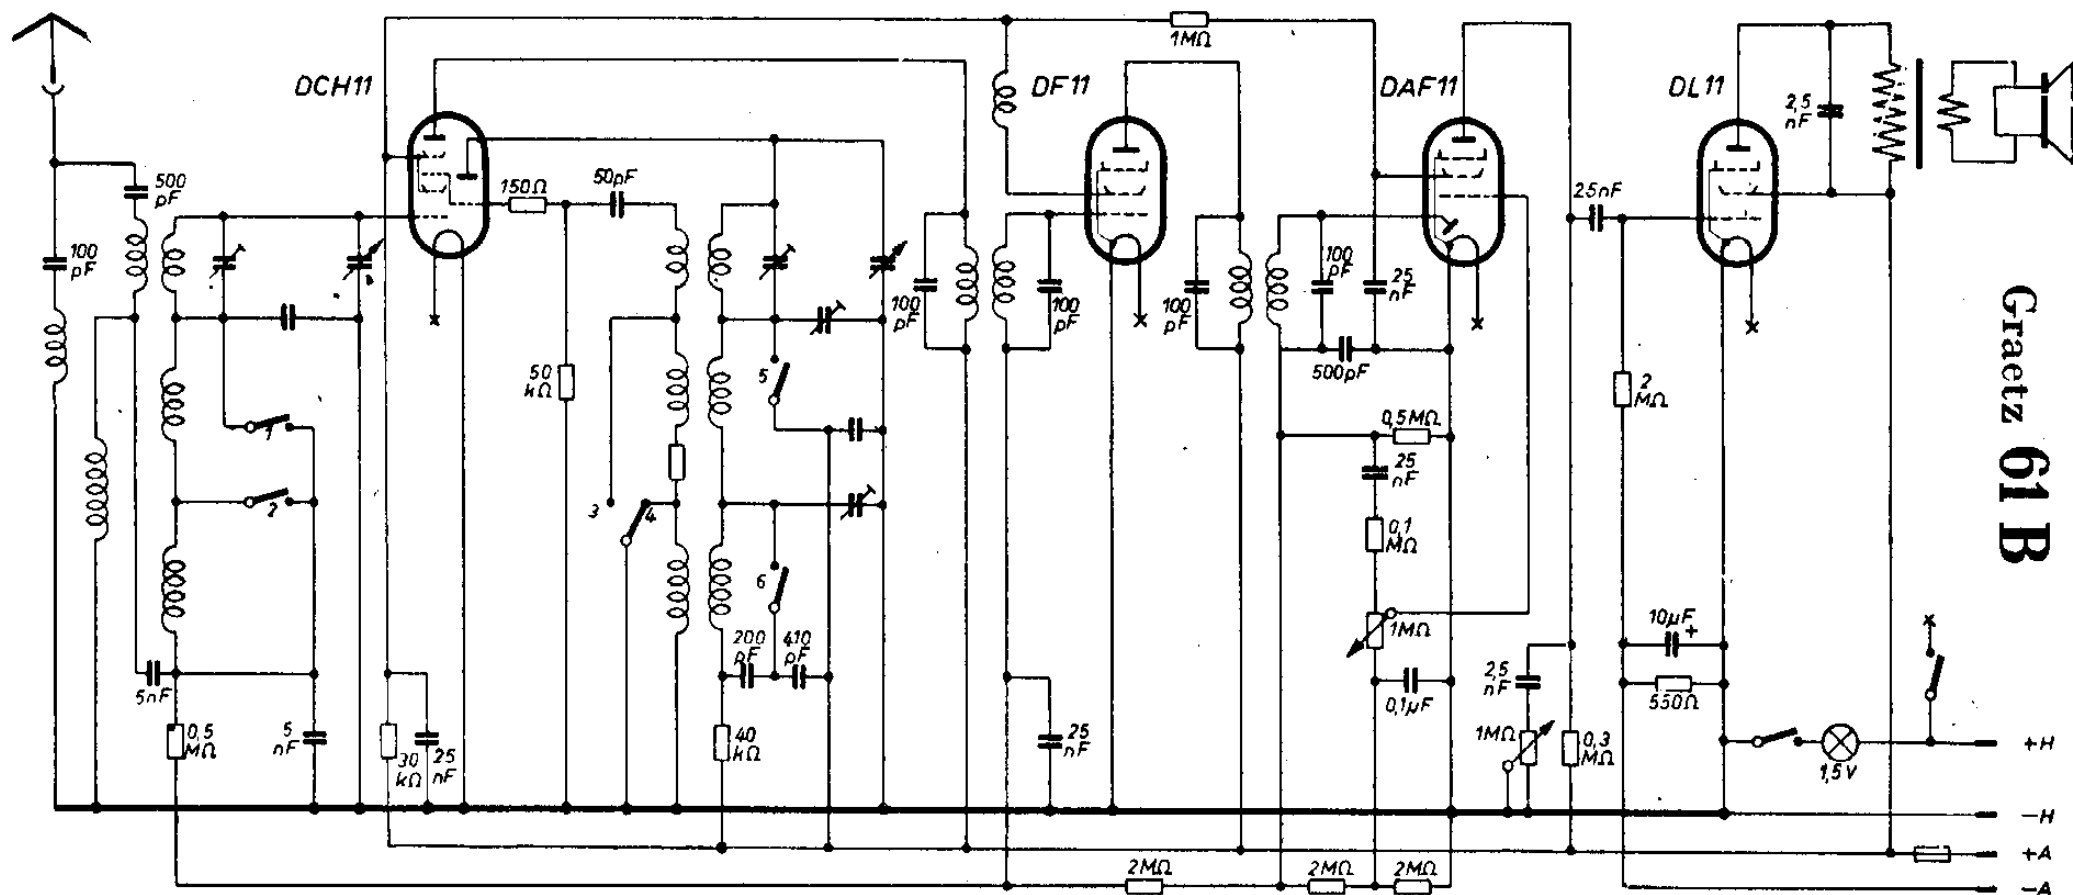 DCH11
DF11
DAF11
DL11
1MΩ
2,5
nF
500
pF
150Ω
50pF
25nF
100
pF
100
pF
100
pF
100
pF
100
pF
25
nF
500pF
50
kΩ
5
2
MΩ
1
0,5MΩ
25
nF
2
3
4
0,1
MΩ
6
1MΩ
200
pF
410
pF
10µF
+
5nF
2,5
nF
0,1µF
550Ω
0,5
MΩ
5
nF
30
kΩ
25
nF
40
kΩ
25
nF
1MΩ
0,3
MΩ
1,5V
+H
-H
+A
-A
2MΩ
2MΩ
2MΩ
Graetz 61 B